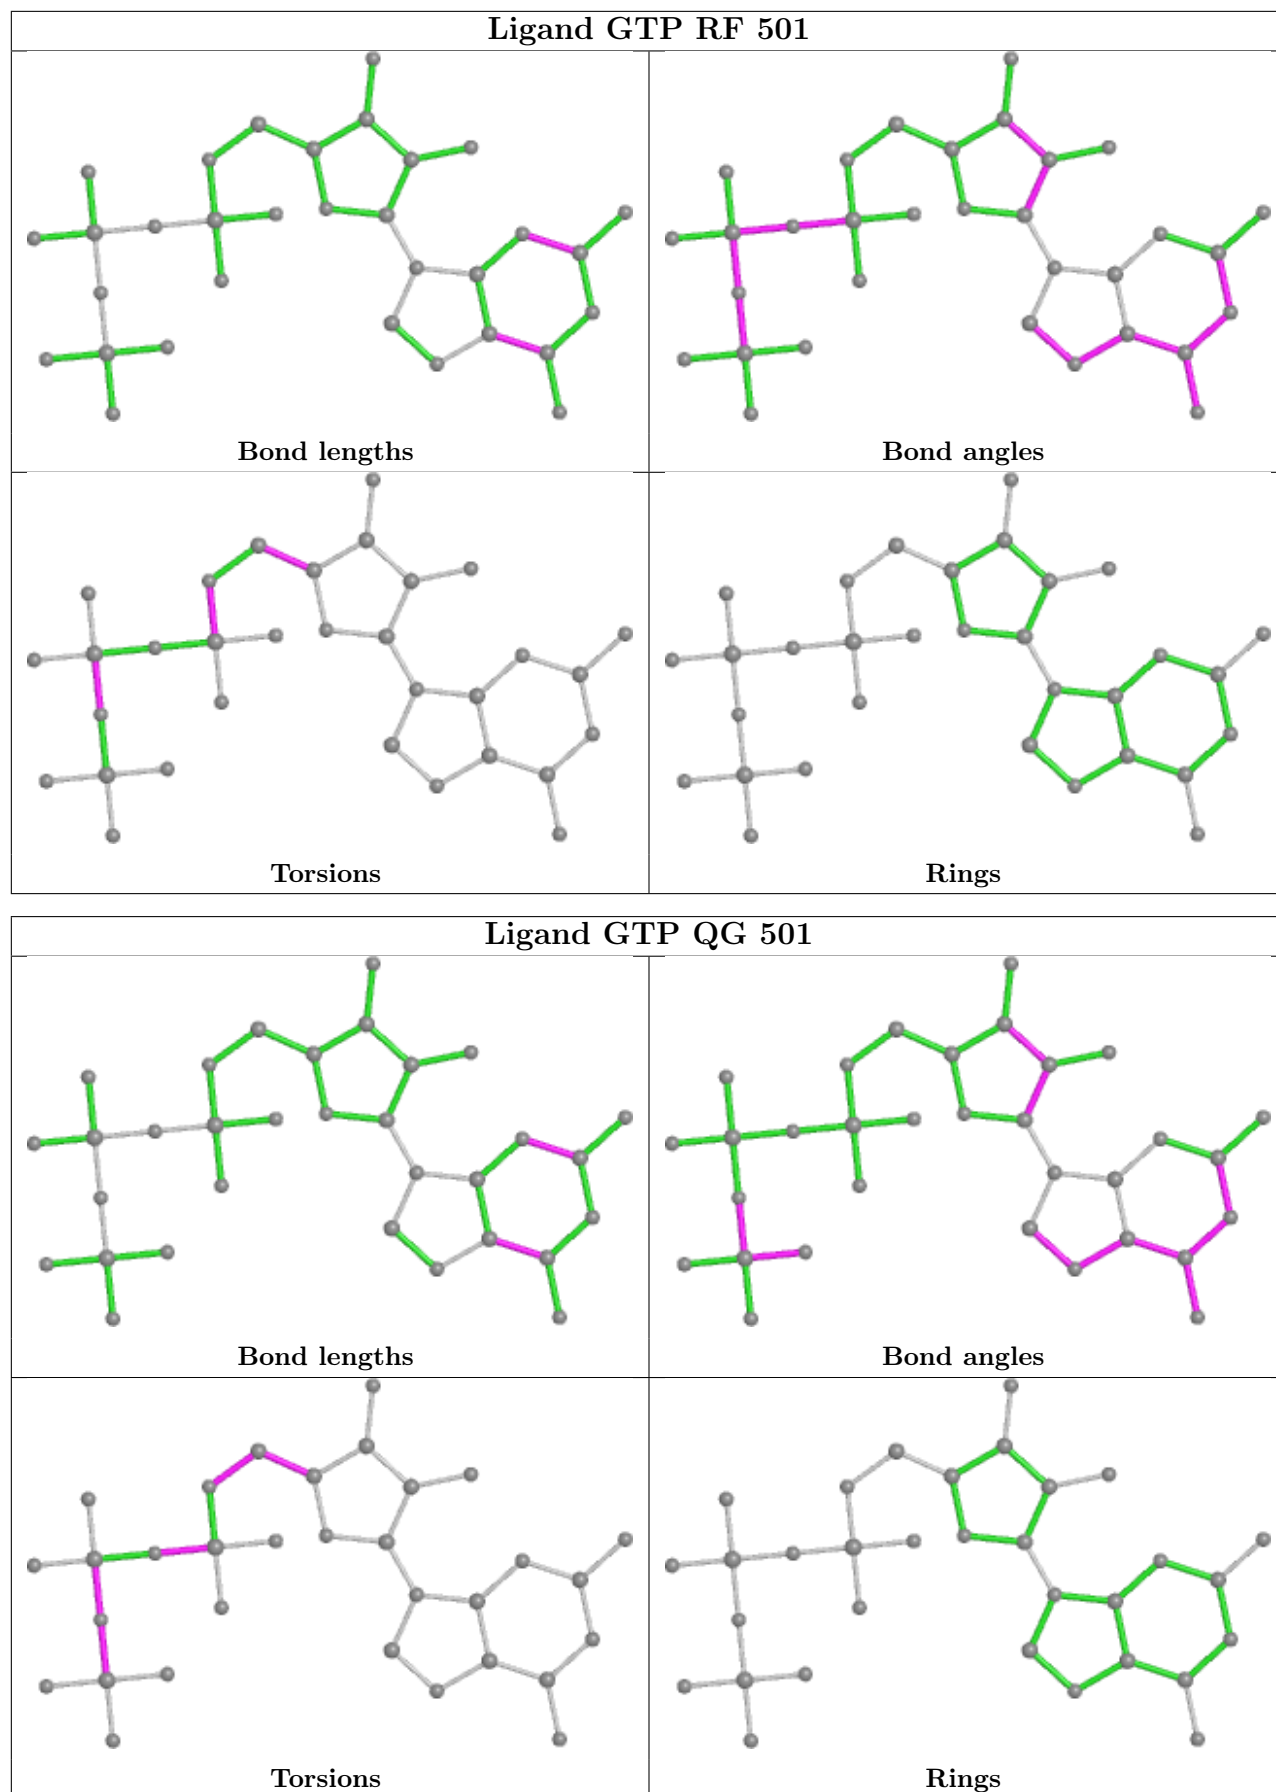 Ligand GTP RF 501
Bond lengths
Bond angles
Torsions
Rings
Ligand GTP QG 501
Bond lengths
Bond angles
Torsions
Rings